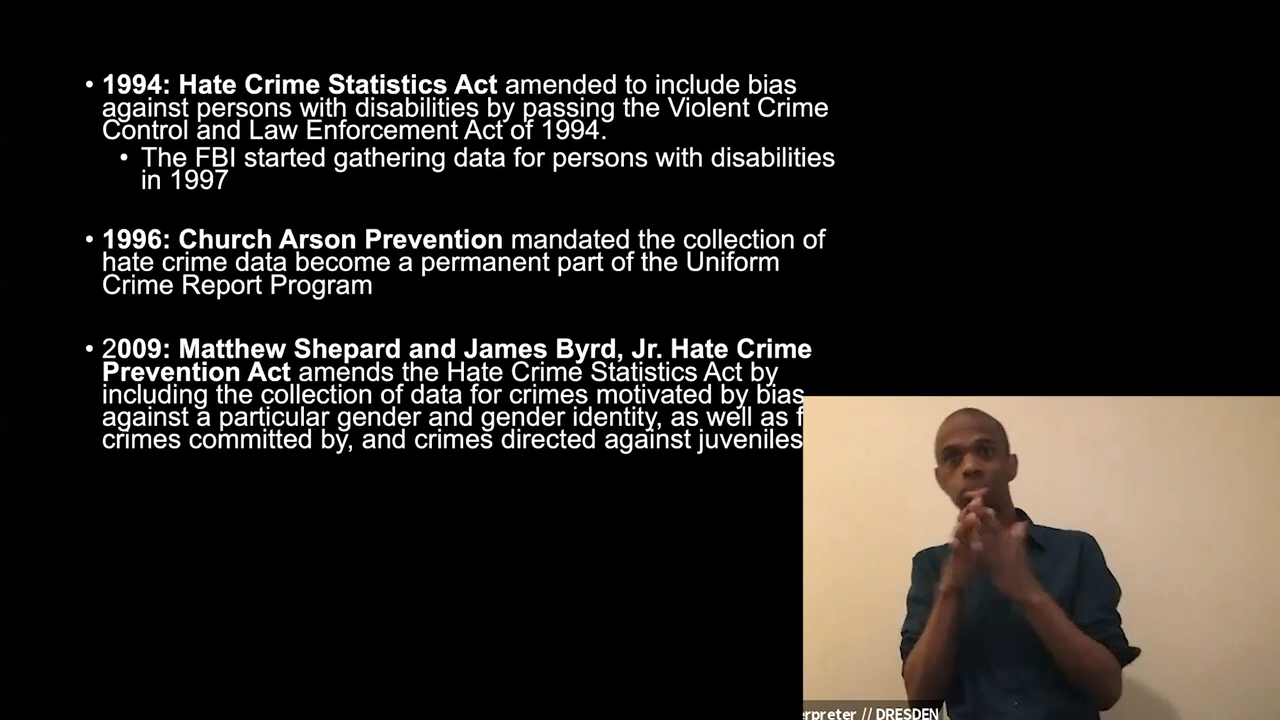 • 1994: Hate Crime Statistics Act amended to include bias
against persons with disabilities by passing the Violent Crime
Control and Law Enforcement Act of 1994.
• The FBI started gathering data for persons with disabilities
in 1997
• 1996: Church Arson Prevention mandated the collection of
hate crime data become a permanent part of the Uniform
Crime Report Program
• 2009: Matthew Shepard and James Byrd, Jr. Hate Crime
Prevention Act amends the Hate Crime Statistics Act by
including the collection of data for crimes motivated by bias
against a particular gender and gender identity, as well as f
crimes committed by, and crimes directed against juveniles
erpreter // DRESDEN